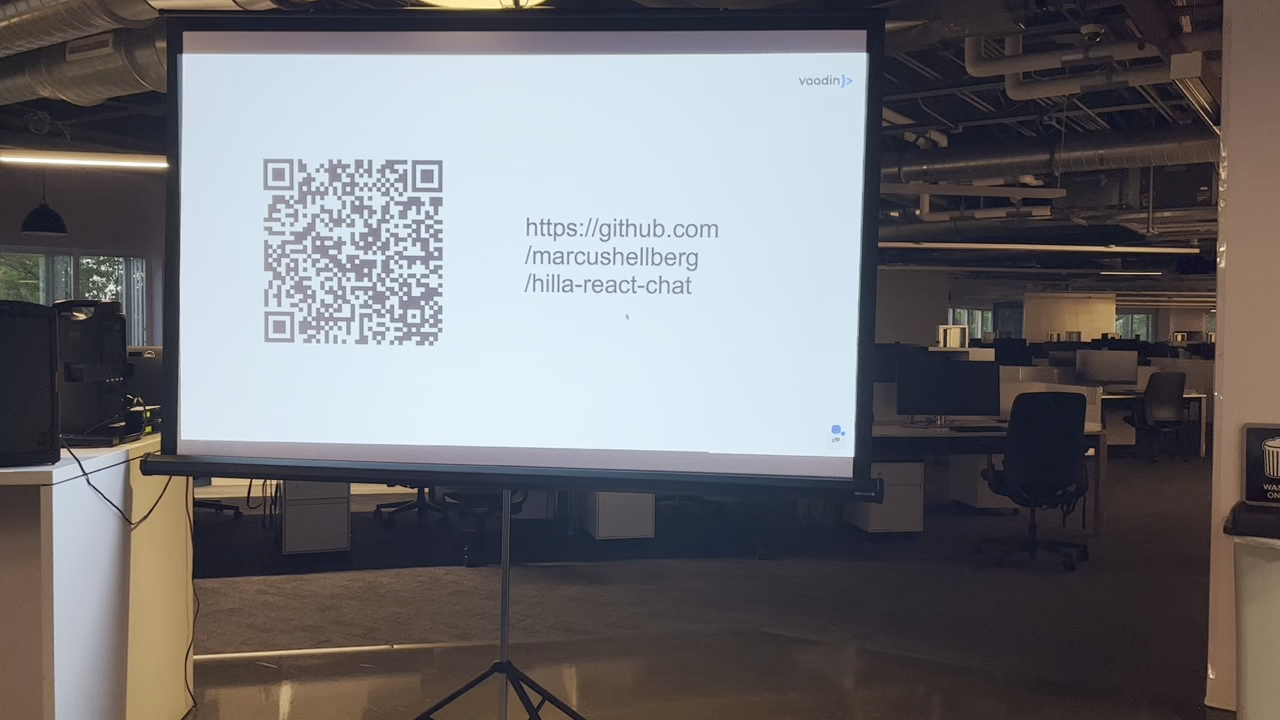 vaadin}>
https://github.com
/marcushellberg
/hilla-react-chat